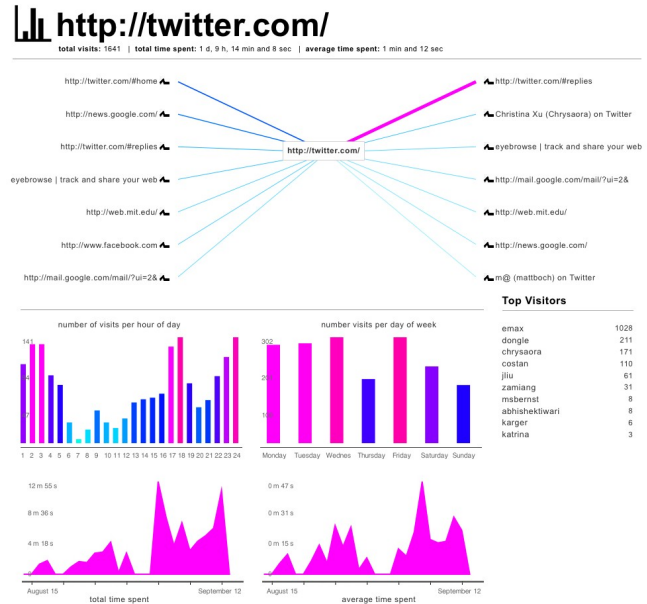 http://twitter.com/
total visits: 1641 | total time spent: 1 d, 9 h, 14 min and 8 sec | average time spent: 1 min and 12 sec
http://twitter.com/#home
http://twitter.com/#replies
http://news.google.com/
Christina Xu (Chrysaora) on Twitter
http://twitter.com/#replies
http://twitter.com/
eyebrowse | track and share your web
eyebrowse | track and share your web
http://mail.google.com/mail/?ui=2&
http://web.mit.edu/
http://web.mit.edu/
http://www.facebook.com
http://news.google.com/
http://mail.google.com/mail/?ui=2&
m@ (mattboch) on Twitter
Top Visitors
emax 1028
dongle 211
chrysaora 171
costan 110
jliu 61
zamiang 31
msbernst 8
abhishektiwari 8
karger 6
katrina 3
number of visits per hour of day
141
1 2 3 4 5 6 7 8 9 10 11 12 13 14 15 16 17 18 19 20 21 22 23 24
number of visits per day of week
302
Monday Tuesday Wednes Thursday Friday Saturday Sunday
12 m 55 s
8 m 36 s
4 m 18 s
August 15 September 12
total time spent
0 m 47 s
0 m 31 s
0 m 15 s
August 15 September 12
average time spent